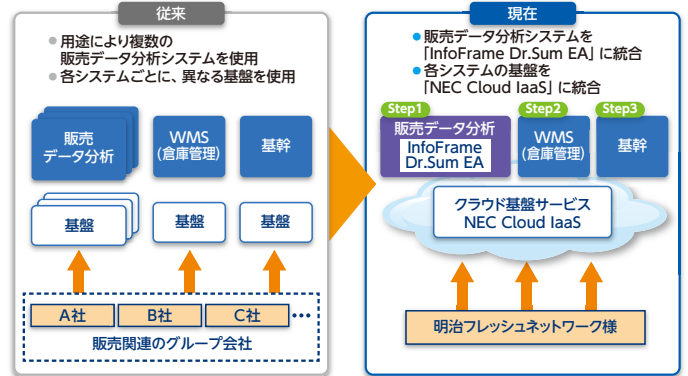 従来
●用途により複数の
販売データ分析システムを使用
●各システムごとに、異なる基盤を使用
販売
データ分析
WMS
(倉庫管理)
基幹
基盤
基盤
基盤
A社
B社
C社
•••
販売関連のグループ会社
現在
●販売データ分析システムを
「InfoFrame Dr.Sum EA」に統合
●各システムの基盤を
「NEC Cloud IaaS」に統合
Step1
販売データ分析
InfoFrame
Dr.Sum EA
Step2
WMS
(倉庫管理)
Step3
基幹
クラウド基盤サービス
NEC Cloud IaaS
明治フレッシュネットワーク様